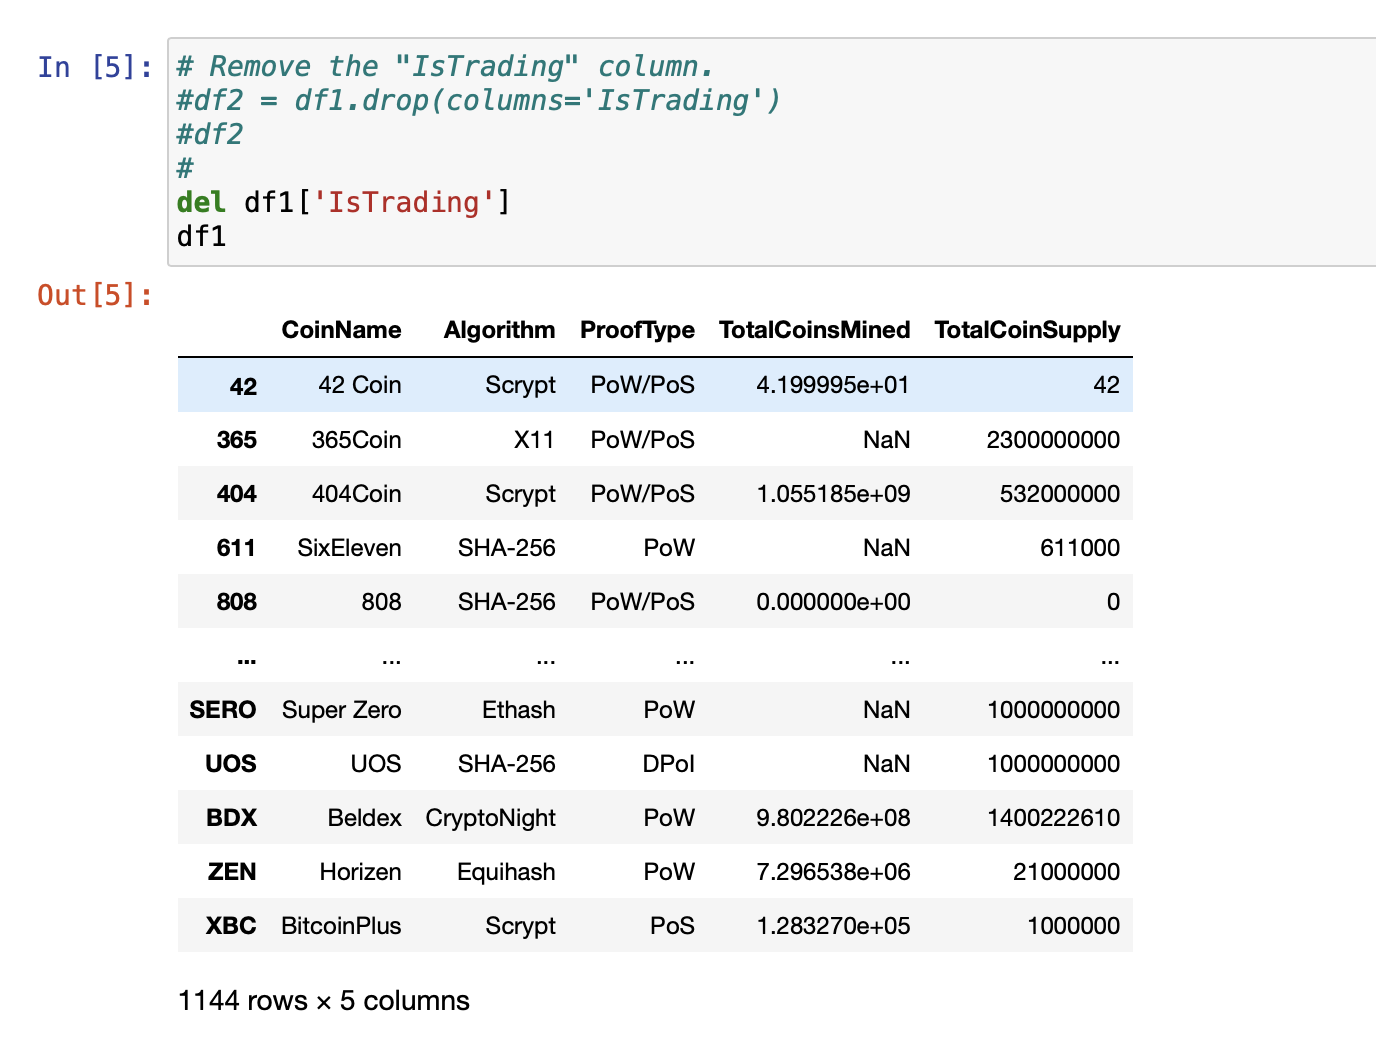 In [5]: # Remove the "IsTrading" column.
#df2 = df1.drop(columns='IsTrading')
#df2
#
del df1['IsTrading']
df1
Out[5]:
CoinName Algorithm ProofType TotalCoinsMined TotalCoinSupply
42 42 Coin Scrypt PoW/PoS 4.199995e+01 42
365 365Coin X11 PoW/PoS NaN 2300000000
404 404Coin Scrypt PoW/PoS 1.055185e+09 532000000
611 SixEleven SHA-256 PoW NaN 611000
808 808 SHA-256 PoW/PoS 0.000000e+00 0
... ... ... ... ... ...
SERO Super Zero Ethash PoW NaN 1000000000
UOS UOS SHA-256 DPoI NaN 1000000000
BDX Beldex CryptoNight PoW 9.802226e+08 1400222610
ZEN Horizen Equihash PoW 7.296538e+06 21000000
XBC BitcoinPlus Scrypt PoS 1.283270e+05 1000000
1144 rows × 5 columns